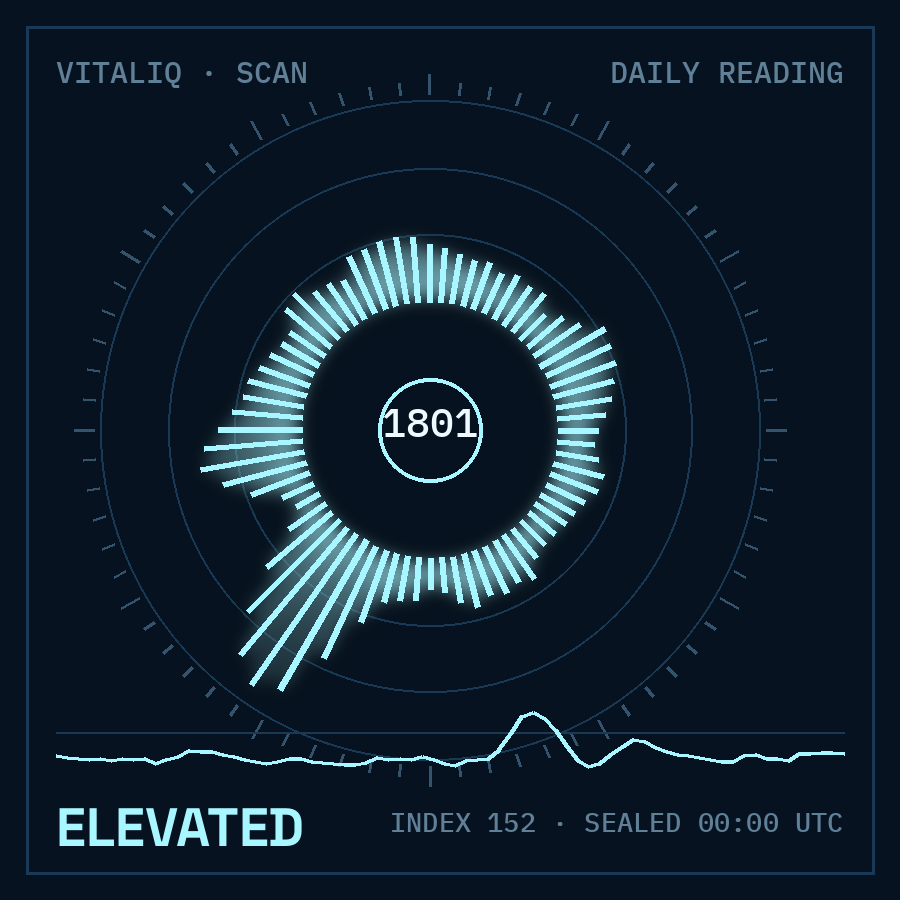 VITALIQ · SCAN
DAILY READING
1801
ELEVATED
INDEX 152 · SEALED 00:00 UTC